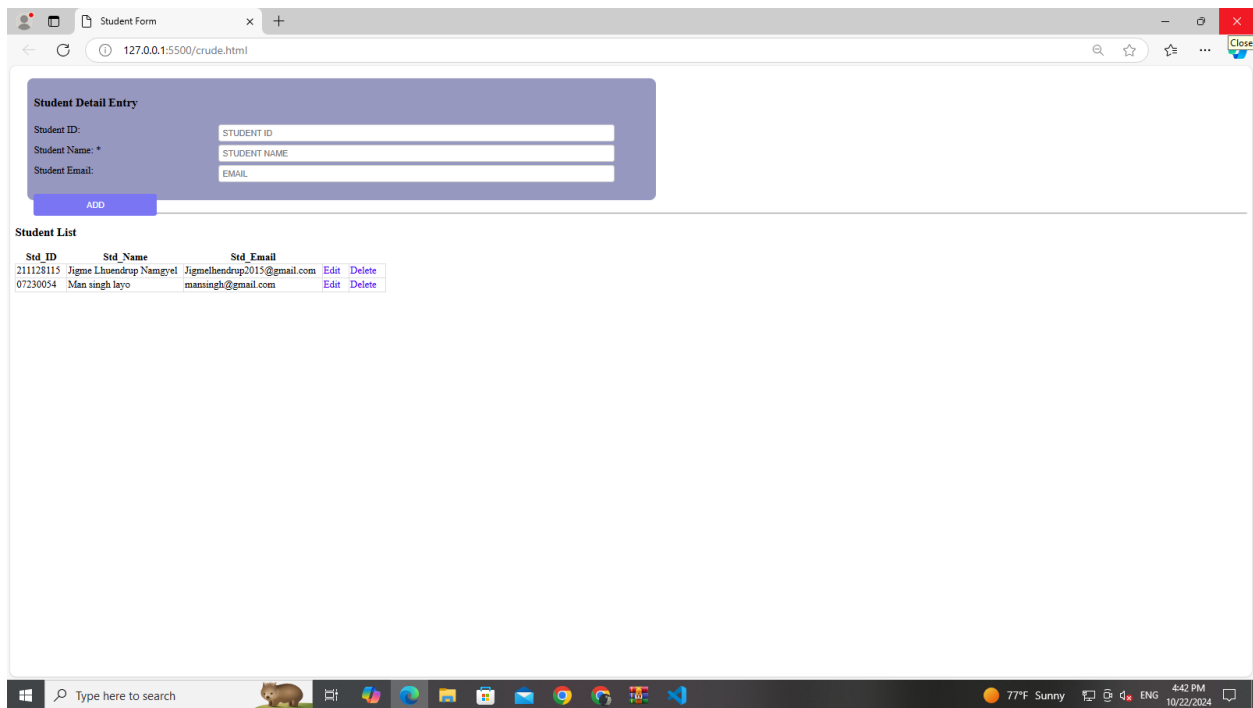 Student Form
127.0.0.1:5500/crude.html
Close
Student Detail Entry
Student ID:
STUDENT ID
Student Name: *
STUDENT NAME
Student Email:
EMAIL
ADD
Student List
Std_ID Std_Name Std_Email
211128115 Jigme Lhuendrup Namgyel Jigmelhendrup2015@gmail.com Edit Delete
07230054 Man singh layo mansingh@gmail.com Edit Delete
Type here to search
77°F Sunny
ENG
4:42 PM
10/22/2024